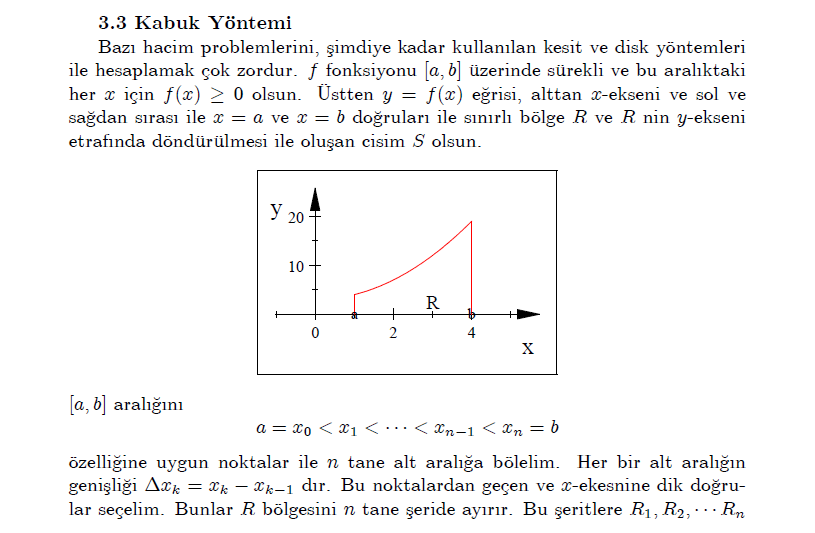 3.3 Kabuk Yöntemi
Bazı hacim problemlerini, şimdiye kadar kullanılan kesit ve disk yöntemleri
ile hesaplamak çok zordur. f fonksiyonu [a, b] üzerinde sürekli ve bu aralıktaki
her x için f(x) ≥ 0 olsun. Üstten y = f(x) eğrisi, alttan x-ekseni ve sol ve
sağdan sırası ile x = a ve x = b doğruları ile sınırlı bölge R ve R nin y-ekseni
etrafında döndürülmesi ile oluşan cisim S olsun.
y
20
10
R
a
b
0 2 4
x
[a, b] aralığını
a = x₀ < x₁ < ··· < xₙ₋₁ < xₙ = b
özelliğine uygun noktalar ile n tane alt aralığa bölelim. Her bir alt aralığın
genişliği Δxₖ = xₖ − xₖ₋₁ dır. Bu noktalardan geçen ve x-ekesnine dik doğru-
lar seçelim. Bunlar R bölgesini n tane şeride ayırır. Bu şeritlere R₁, R₂, ··· Rₙ